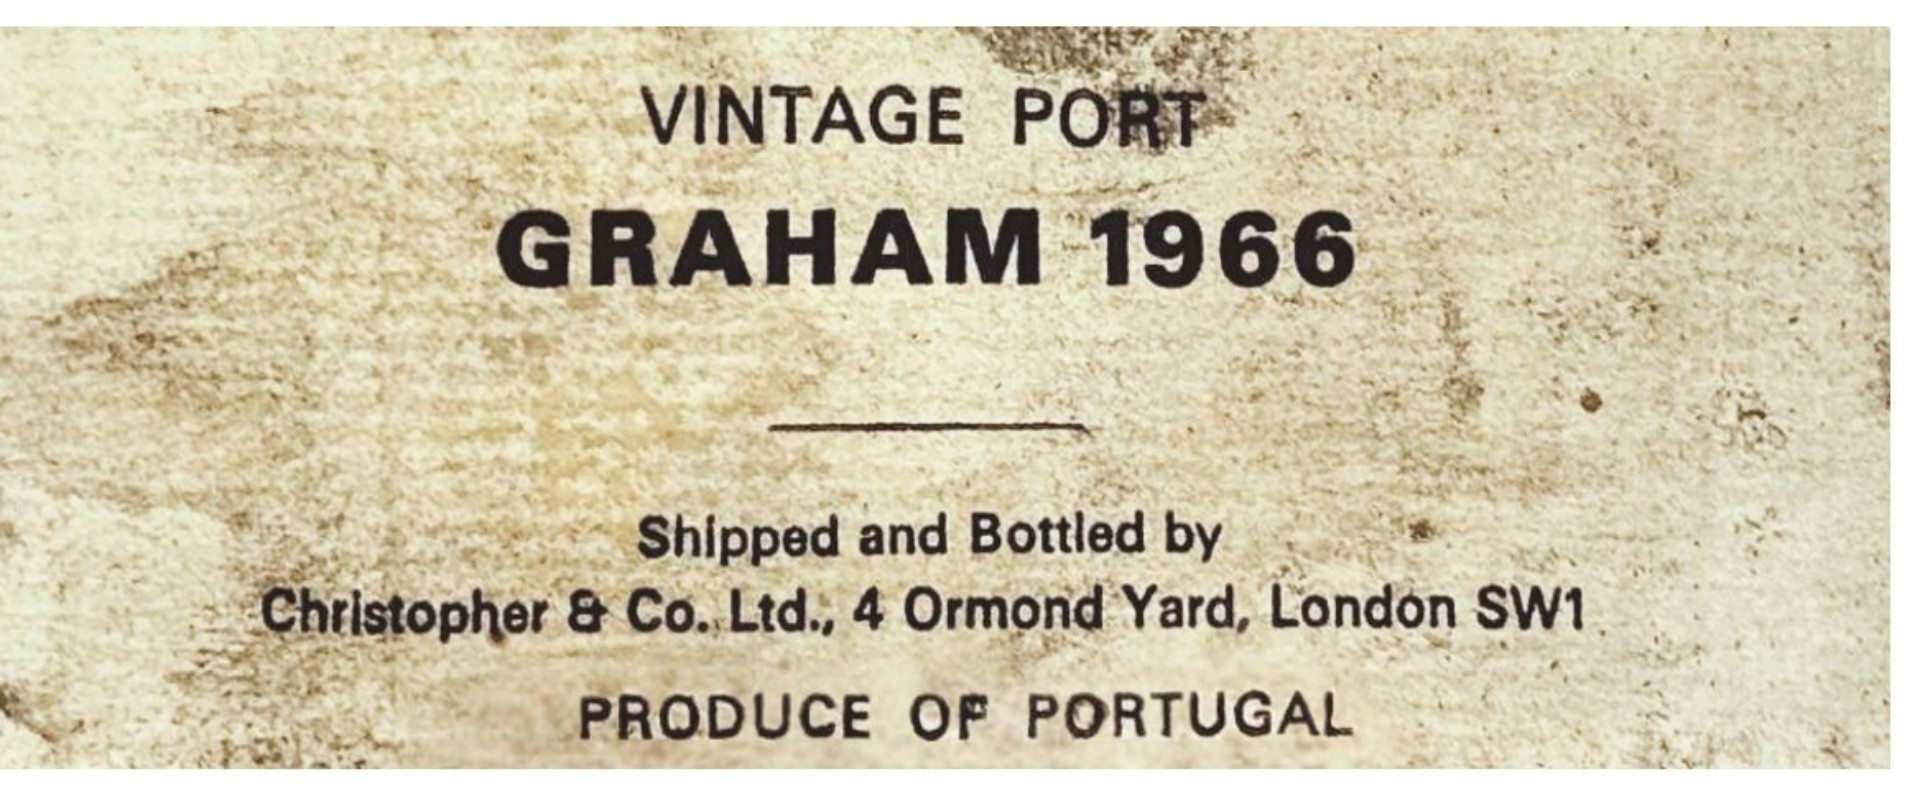 VINTAGE PORT
GRAHAM 1966
Shipped and Bottled by
Christopher & Co. Ltd., 4 Ormond Yard, London SW1
PRODUCE OF PORTUGAL